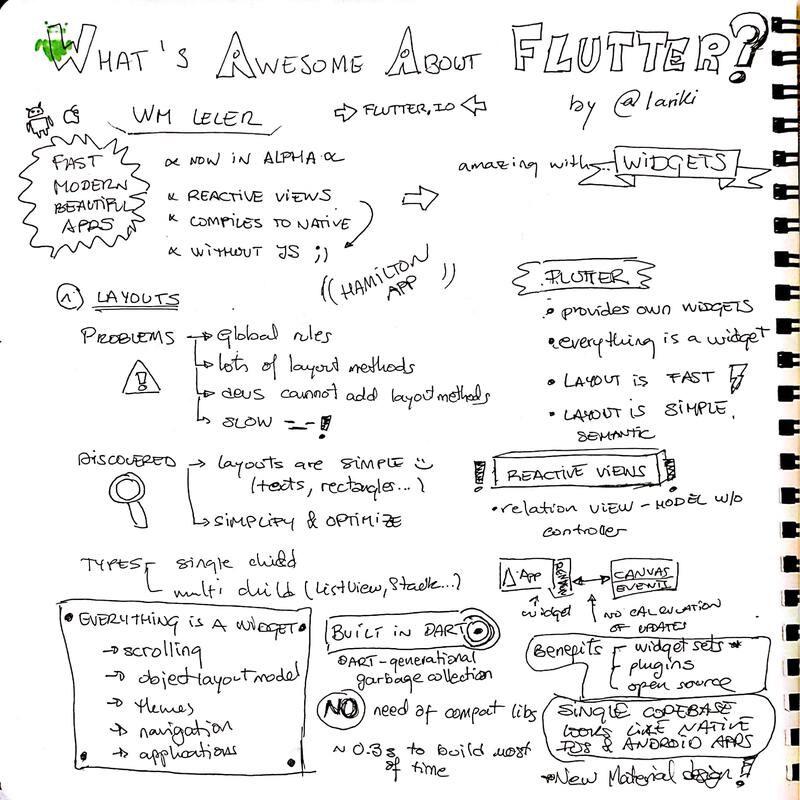 WHAT'S AWESOME ABOUT FLUTTER?
by @lariki
WM LELER
⇨ FLUTTER.IO ⇦
FAST
MODERN
BEAUTIFUL
APPS
∝ NOW IN ALPHA ∝
∝ REACTIVE VIEWS
∝ COMPILES TO NATIVE
∝ WITHOUT JS ;)
amazing with... WIDGETS
((HAMILTON
APP))
1. LAYOUTS
PROBLEMS → global rules
→ lots of layout methods
→ devs cannot add layout methods
→ SLOW
DISCOVERED → layouts are SIMPLE
(texts, rectangles...)
→ SIMPLIFY & OPTIMIZE
TYPES single child
multi child (ListView, Stack...)
• EVERYTHING IS A WIDGET •
→ scrolling
→ object layout model
→ themes
→ navigation
→ applications
FLUTTER
• provides own WIDGETS
• everything is a widget
• LAYOUT is FAST
• LAYOUT is SIMPLE,
SEMANTIC
! REACTIVE VIEWS !
• relation VIEW - MODEL W/O
controller
App
CANVAS
EVENTS
widget
NO CALCULATION
OF UPDATES
BUILT IN DART
DART - generational
garbage collection
NO need of compat libs
~ 0.3s to build most
of time
Benefits - widget sets *
- plugins
- open source
SINGLE CODEBASE
LOOKS LIKE NATIVE
IOS & ANDROID APPS
* New Material design!